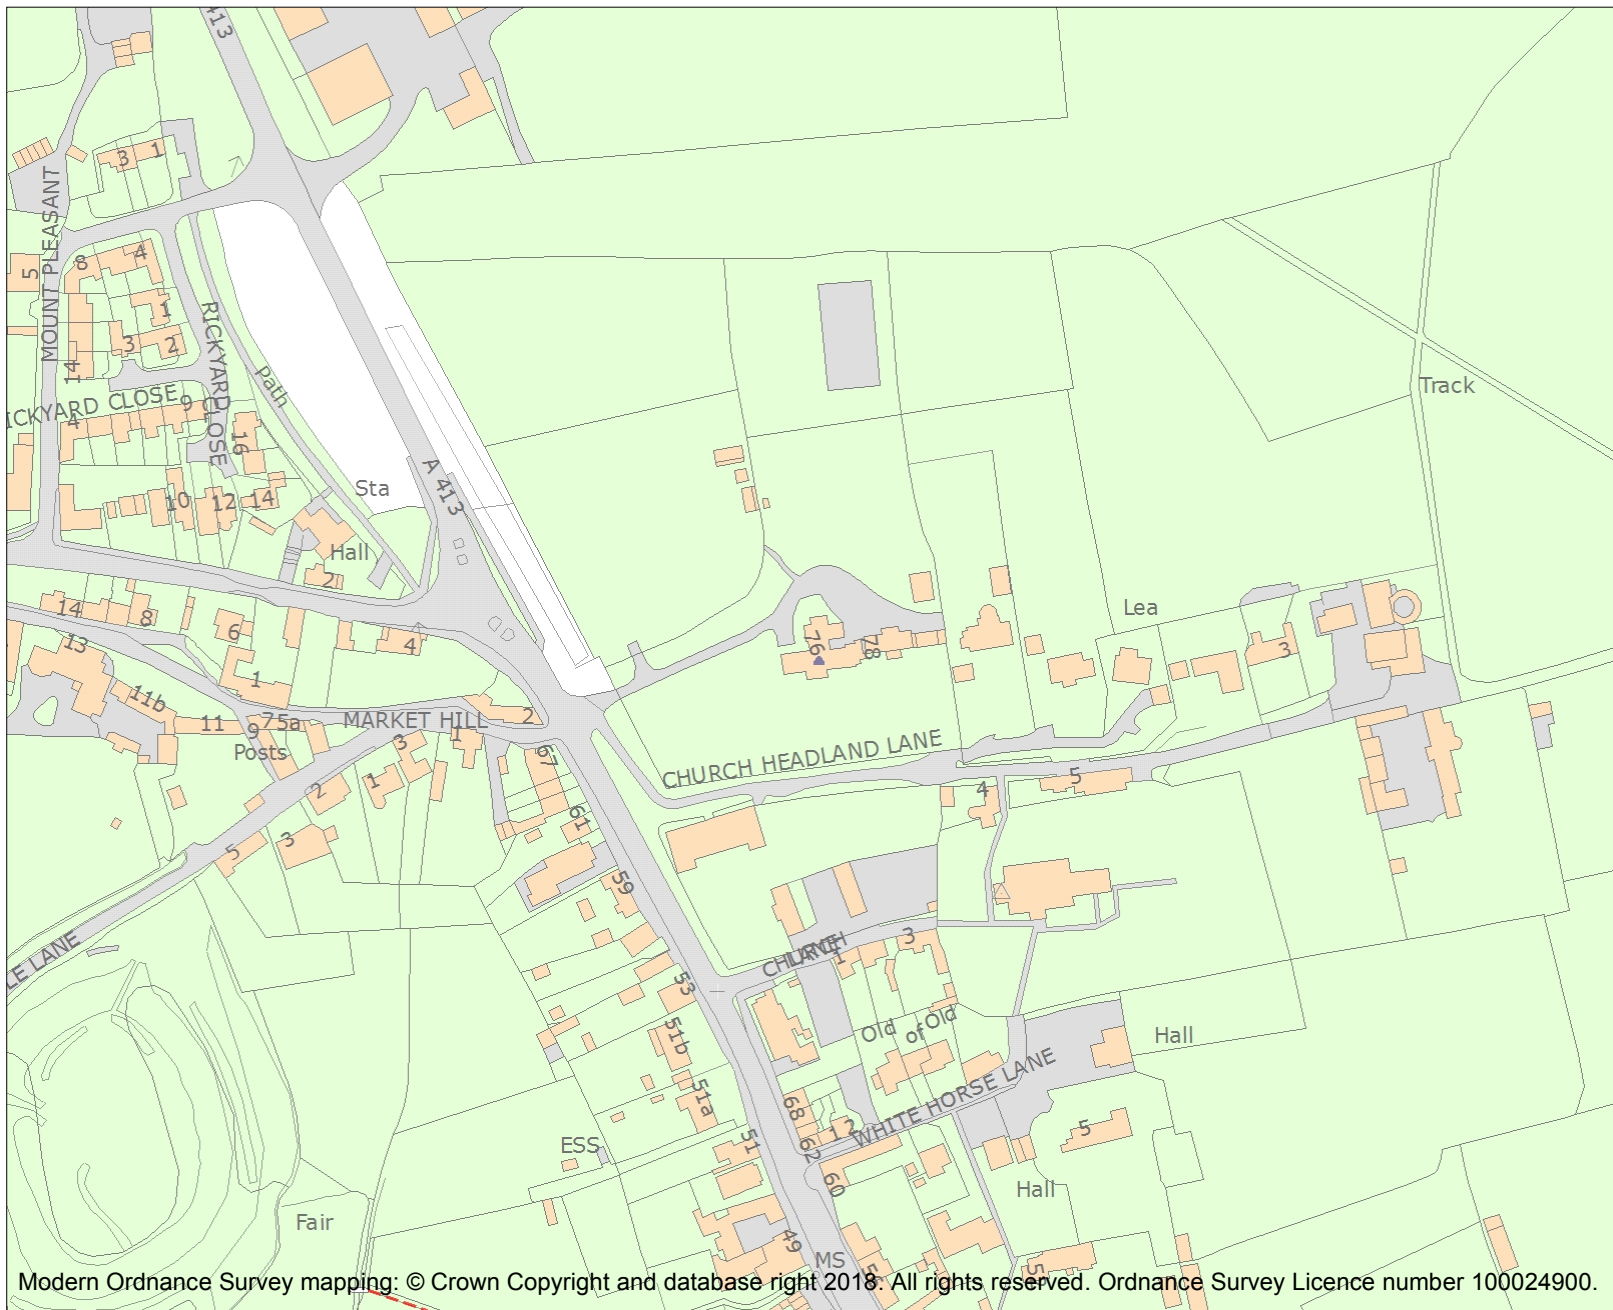 413
3 1
MOUNT PLEASANT
5
8
4
1
3 2
14
RICKYARD CLOSE
ICKYARD CLOSE
4
9
16
Path
Track
Sta
A 413
10 12 14
Hall
2
14
8
6
4
13
1
11b
11
9
75a
Posts
MARKET HILL
2
76
78
Lea
3
3
1
67
2
1
CHURCH HEADLAND LANE
5
4
61
5
3
59
LE LANE
CHURCH LANE
1
3
53
51b
Old
of
Old
Hall
51a
68
1 2
WHITE HORSE LANE
5
ESS
51
62
60
Hall
Fair
49
MS
Modern Ordnance Survey mapping: © Crown Copyright and database right 2018. All rights reserved. Ordnance Survey Licence number 100024900.